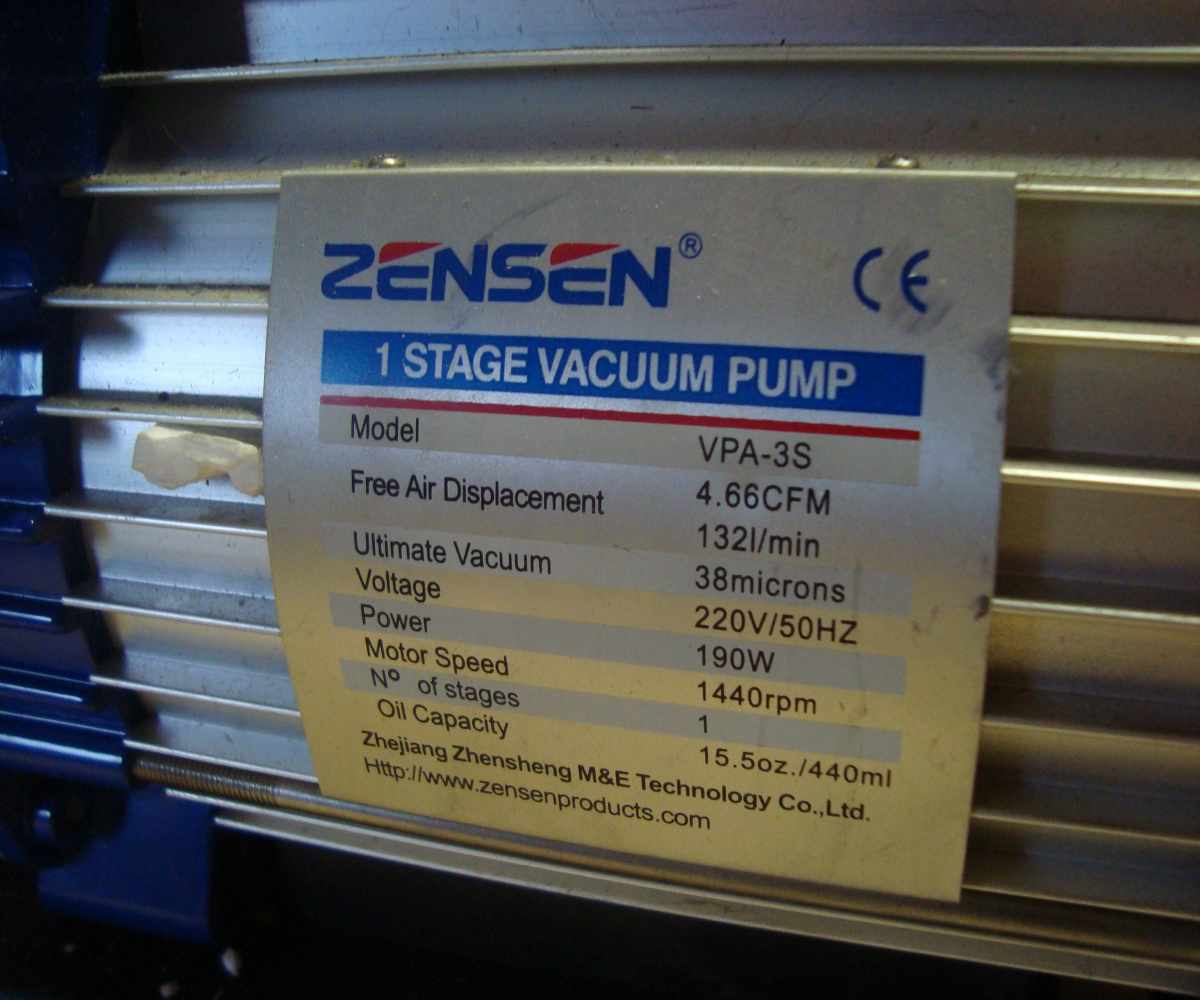 ZENSEN®
CE
1 STAGE VACUUM PUMP
Model VPA-3S
Free Air Displacement 4.66CFM
132l/min
Ultimate Vacuum 38microns
Voltage 220V/50HZ
Power 190W
Motor Speed 1440rpm
Nº of stages 1
Oil Capacity 15.5oz./440ml
Zhejiang Zhensheng M&E Technology Co.,Ltd.
Http://www.zensenproducts.com